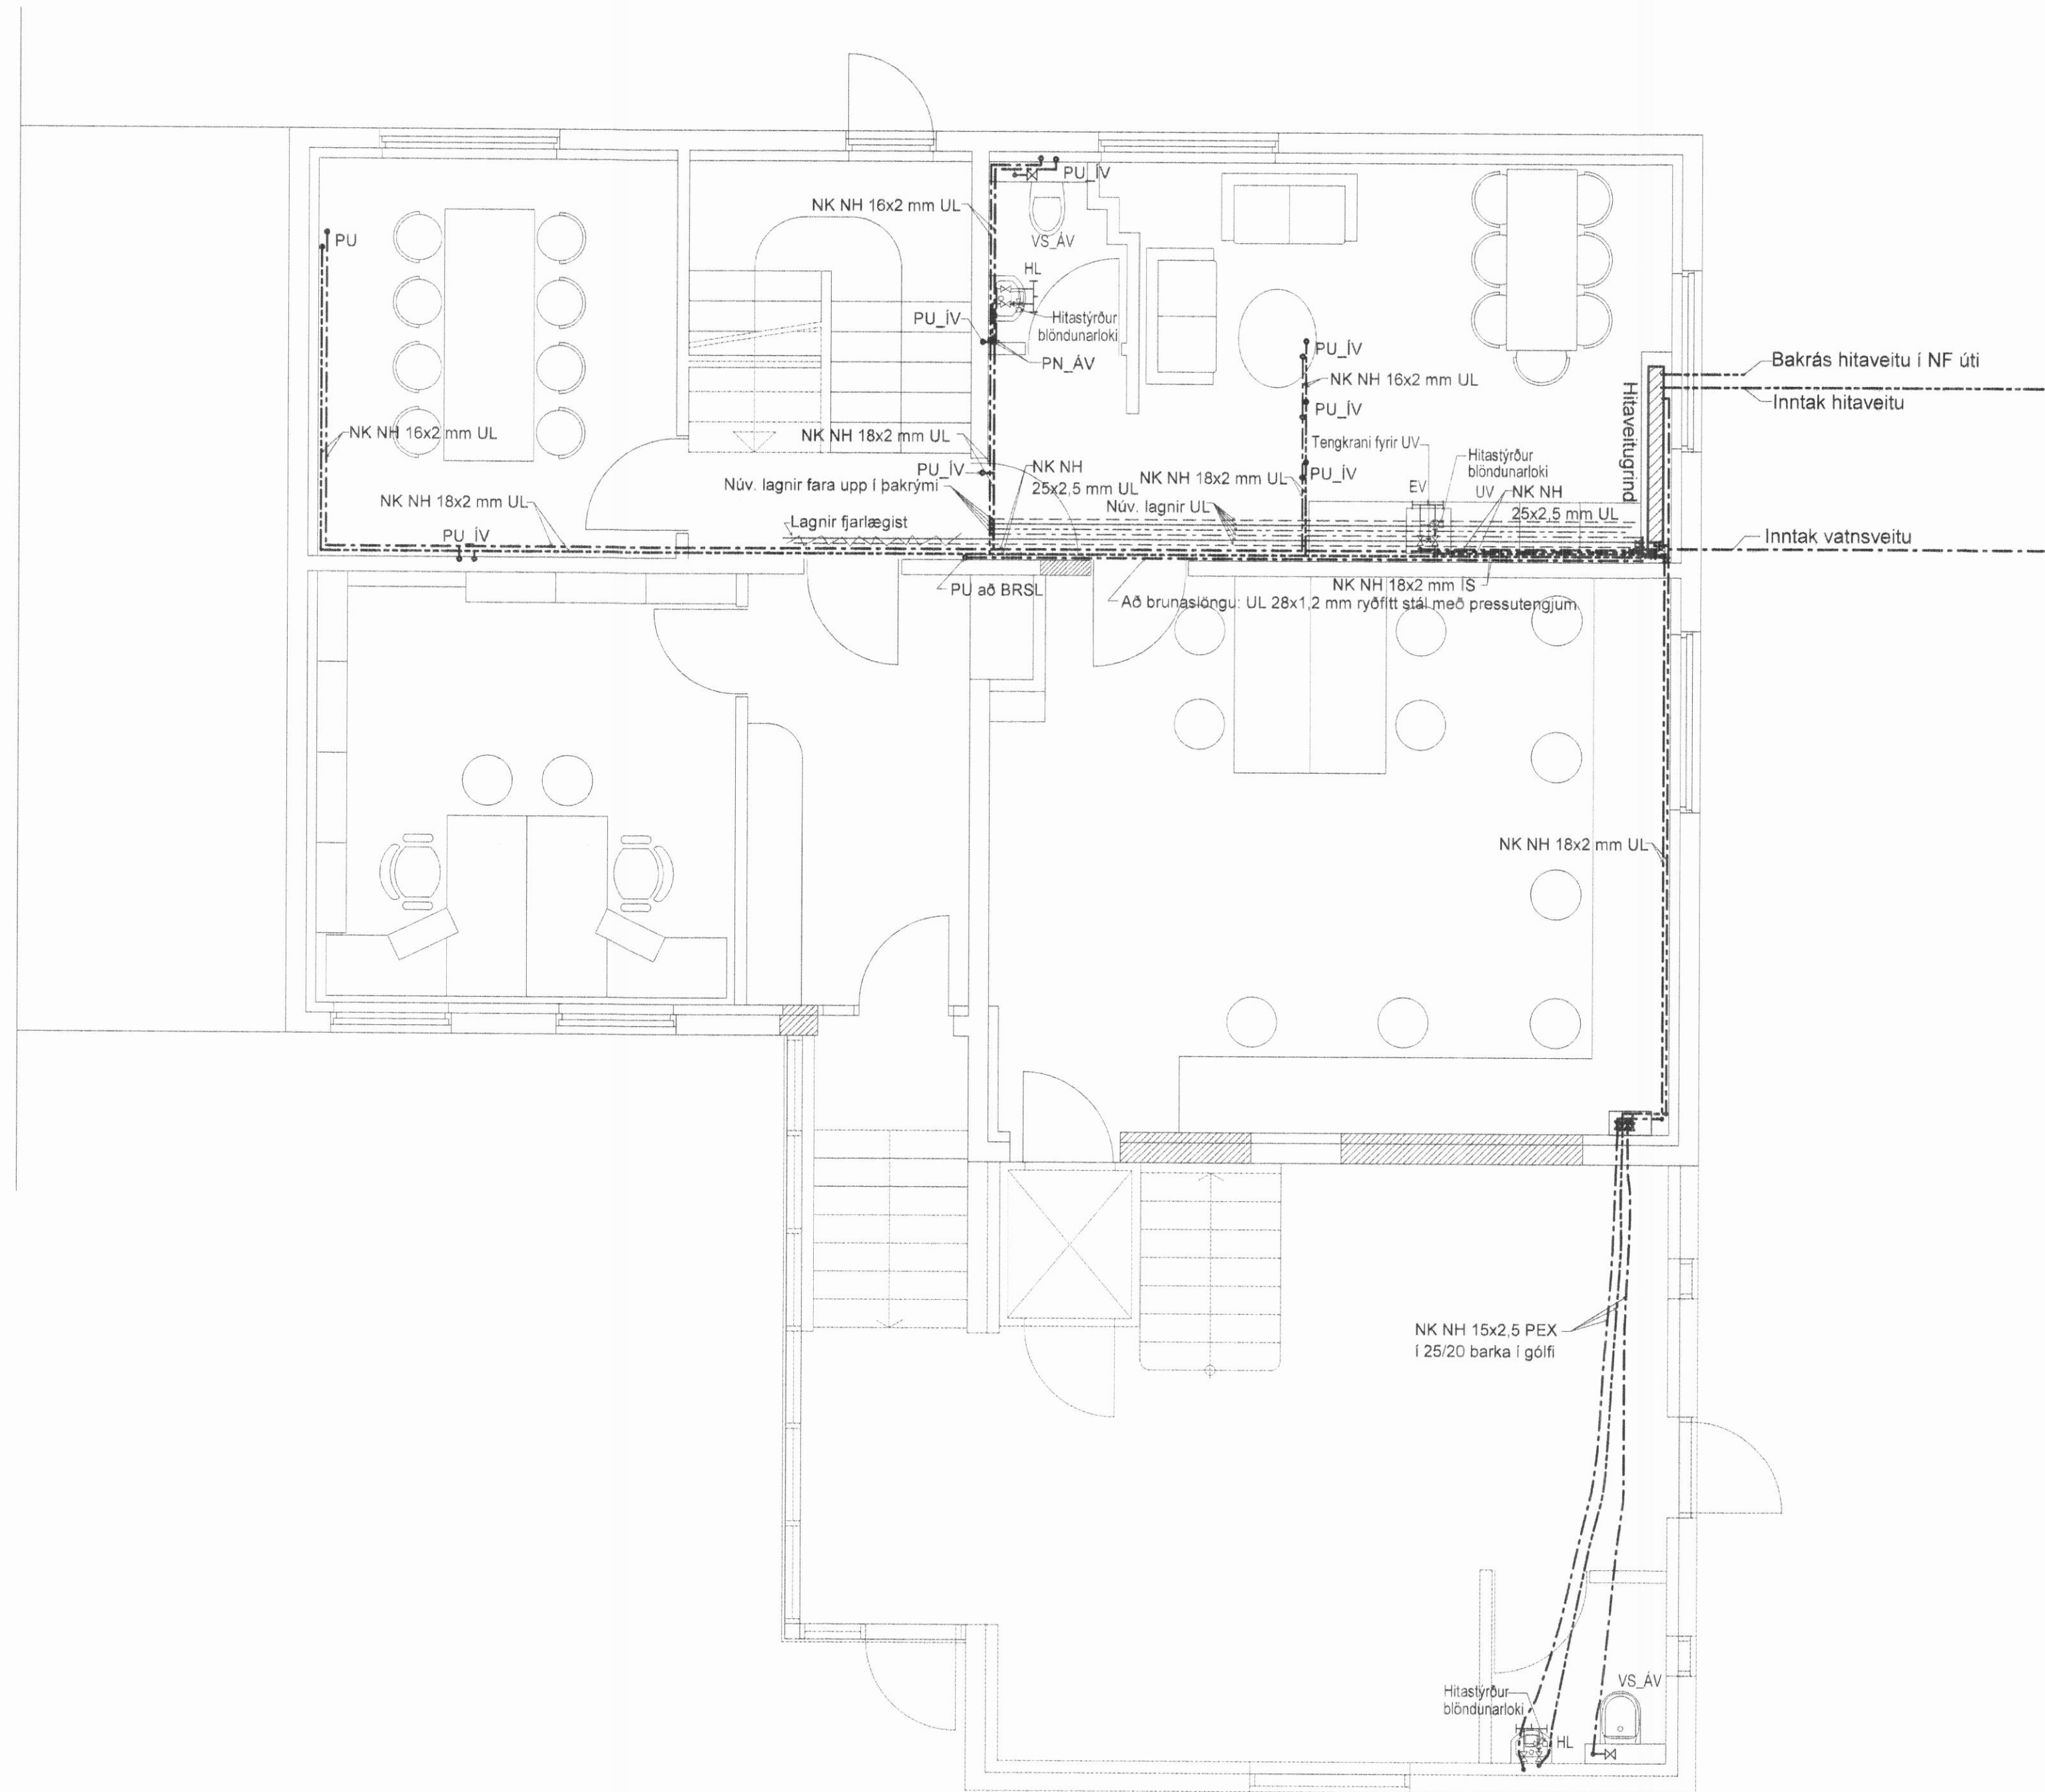 PU_ÍV
NK NH 16x2 mm UL
PU
VS_ÁV
HL
PU_ÍV
Hitastýrður
blöndunarloki
PU_ÍV
PN_ÁV
Bakrás hitaveitu í NF úti
NK NH 16x2 mm UL
Inntak hitaveitu
PU_ÍV
Hitaveitugrind
NK NH 16x2 mm UL
NK NH 18x2 mm UL
Tengkrani fyrir UV
Hitastýrður
blöndunarloki
PU_ÍV
NK NH
25x2,5 mm UL
NK NH 18x2 mm UL
PU_ÍV
Núv. lagnir fara upp í þakrými
EV
UV
NK NH
25x2,5 mm UL
NK NH 18x2 mm UL
Núv. lagnir UL
Lagnir fjarlægist
PU_ÍV
Inntak vatnsveitu
PU að BRSL
NK NH 18x2 mm ÍS
Að brunaslöngu: UL 28x1,2 mm ryðfítt stál með pressutengjum
NK NH 18x2 mm UL
NK NH 15x2,5 PEX
í 25/20 barka í gólfi
VS_ÁV
Hitastýrður
blöndunarloki
HL